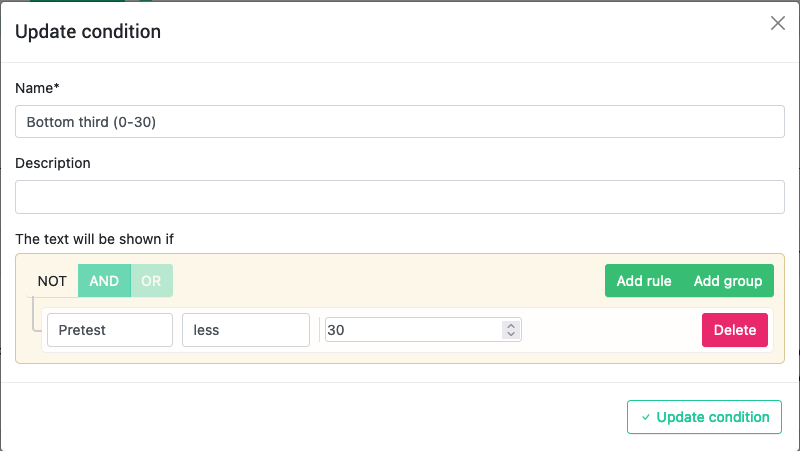 Update condition
Name*
Bottom third (0-30)
Description
The text will be shown if
NOT AND OR Add rule Add group
Pretest less 30 Delete
Update condition